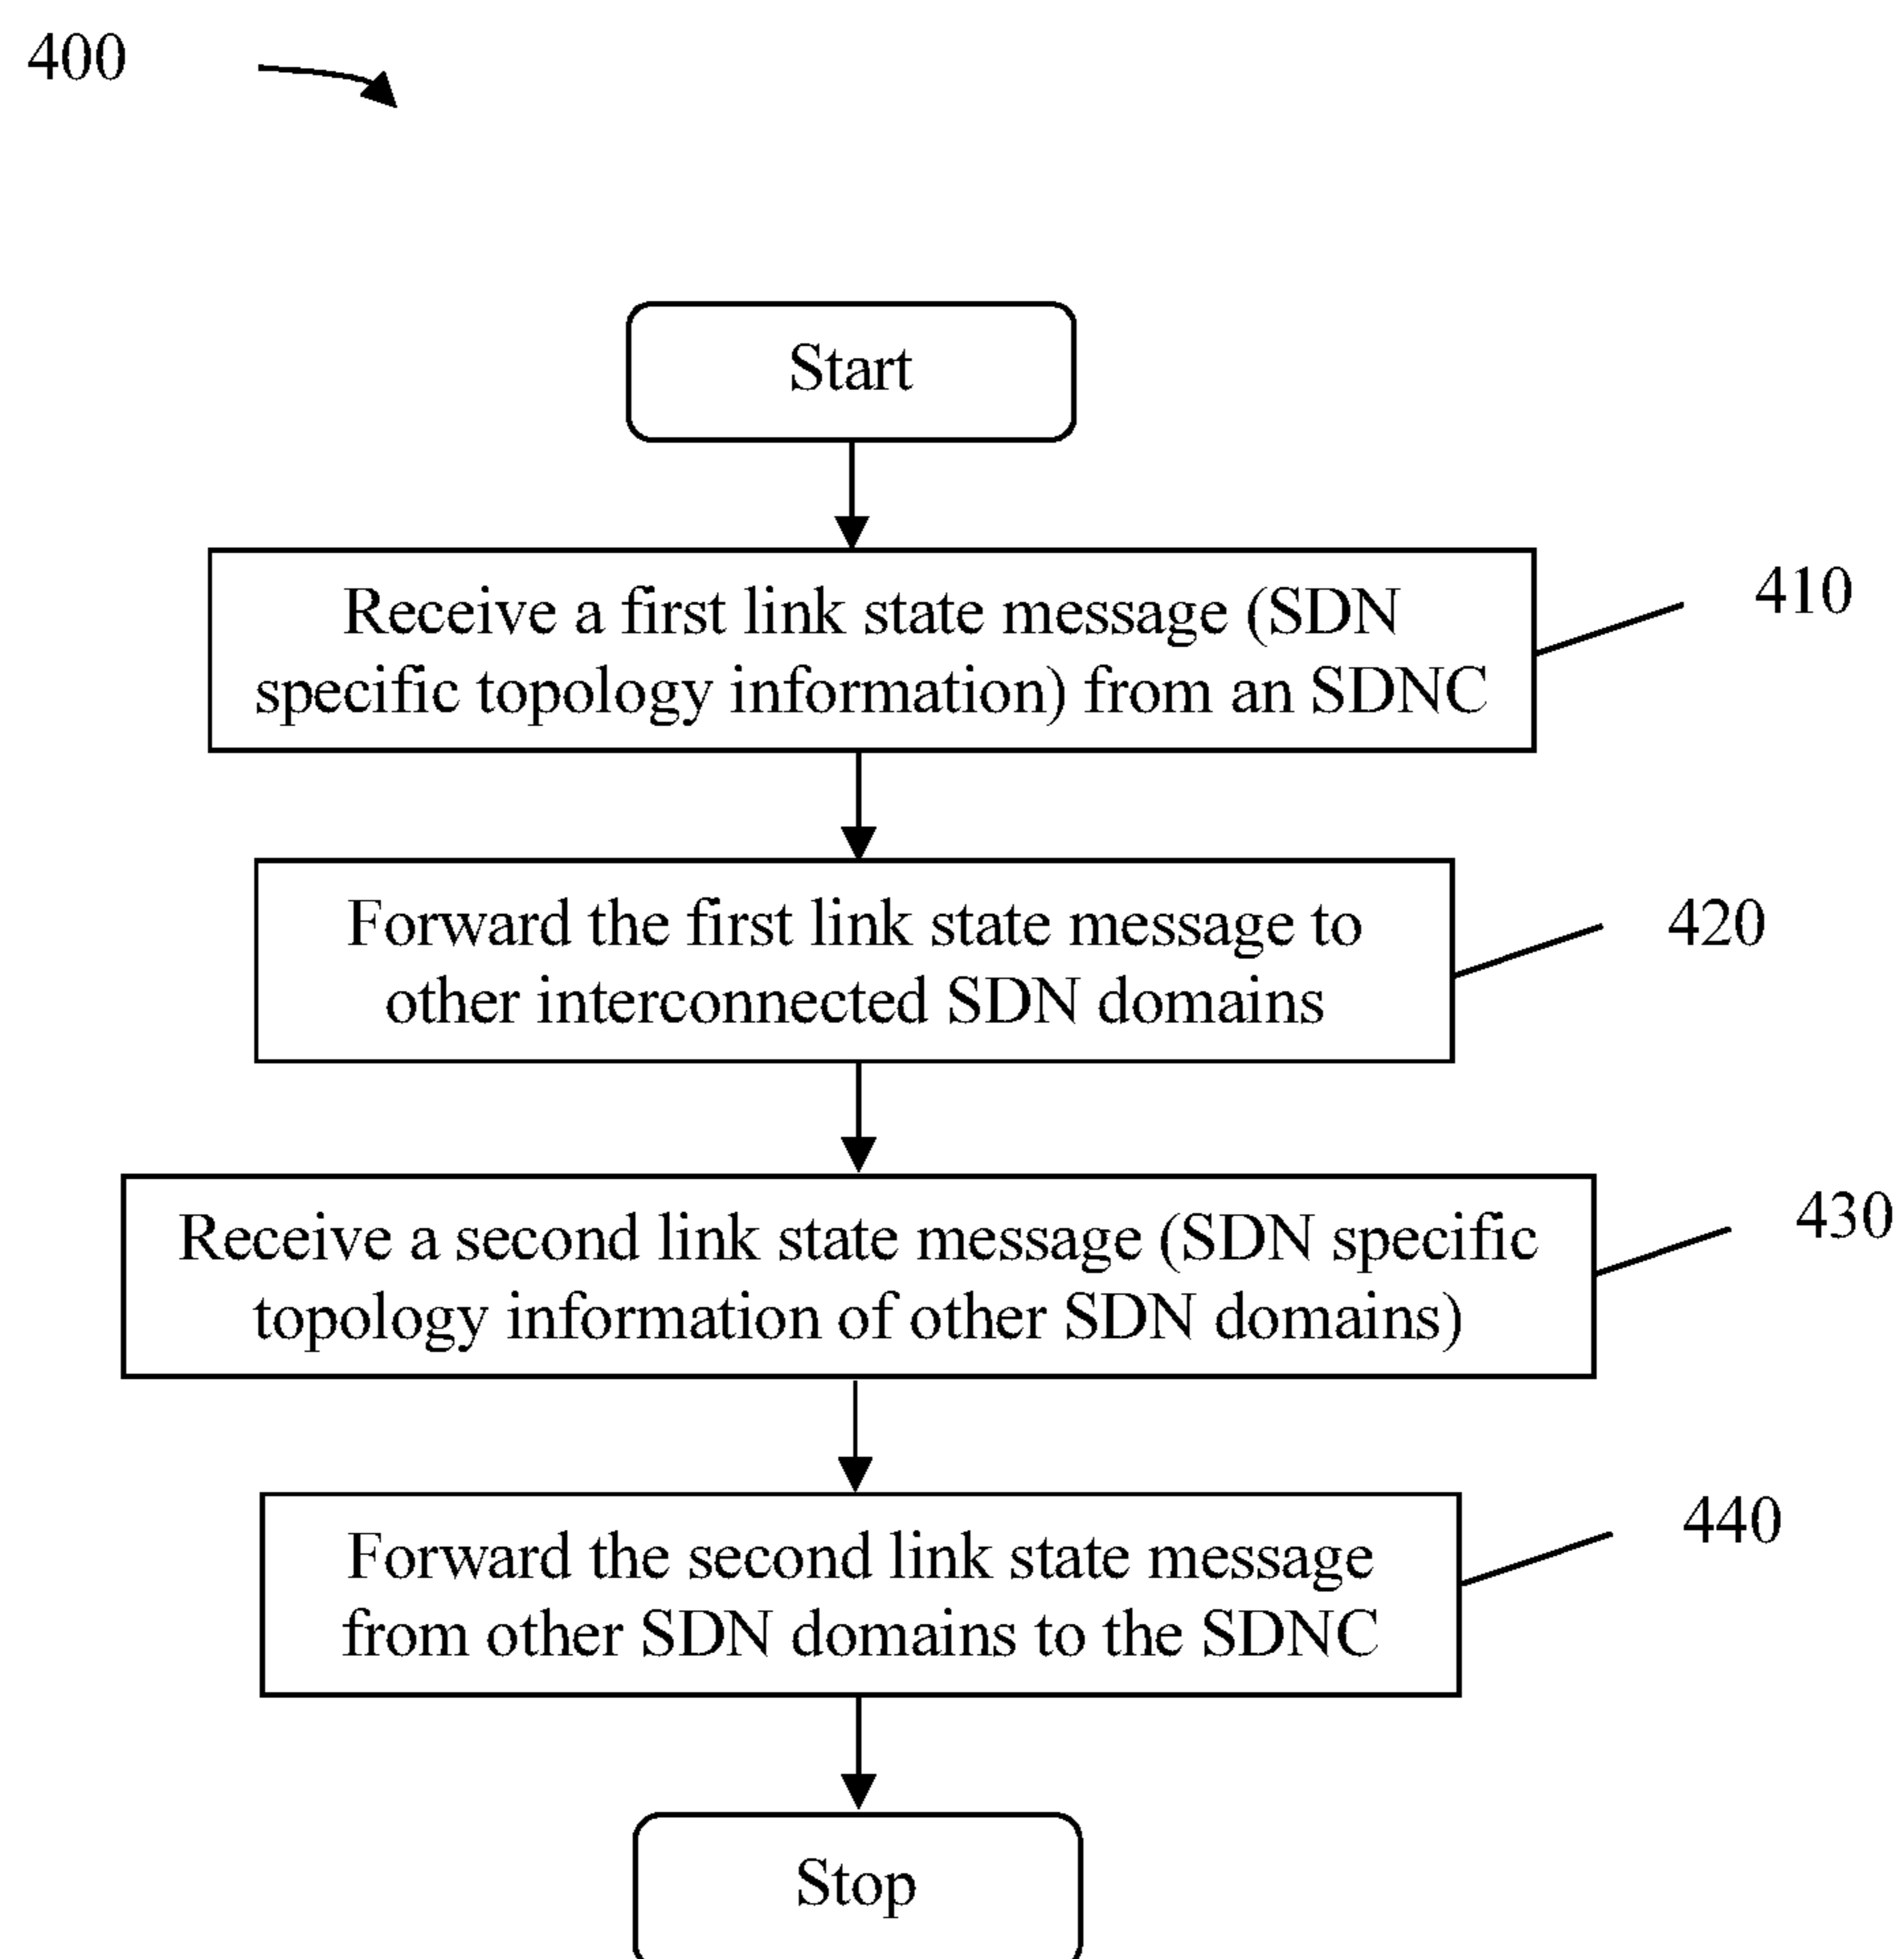 400
Start
Receive a first link state message (SDN
specific topology information) from an SDNC
410
Forward the first link state message to
other interconnected SDN domains
420
Receive a second link state message (SDN specific
topology information of other SDN domains)
430
Forward the second link state message
from other SDN domains to the SDNC
440
Stop